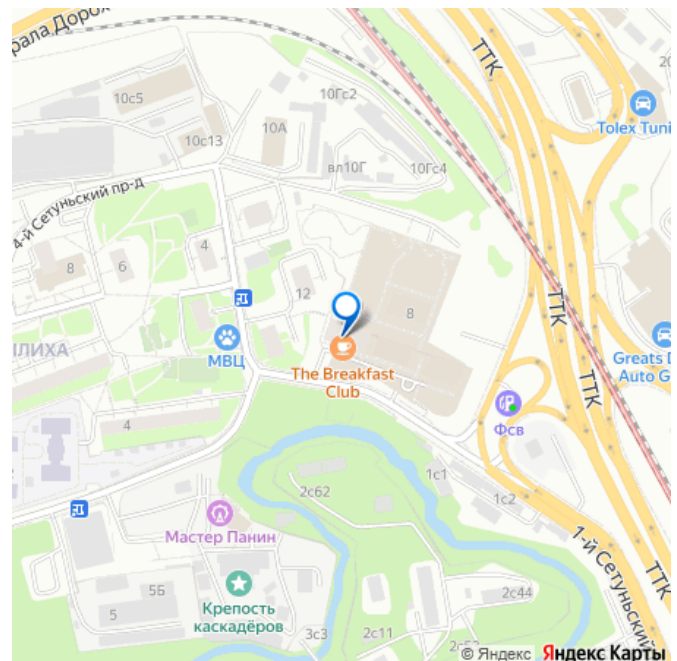 рала Дорох
ТТК
20
10с5
10Гс2
Tolex Tuni
10с13
10А
вл10Г
10Гс4
4-й Сетуньский пр-д
4
8
6
12
8
ТТК
ЛИХА
МВЦ
The Breakfast
Club
Greats D
Auto G
ТТК
Фсв
4
1с1
2с62
1с2
Мастер Панин
1-й Сетуньский
5Б
5
Крепость
каскадёров
3с3
2с11
2с44
ТТК
© Яндекс Яндекс Карты